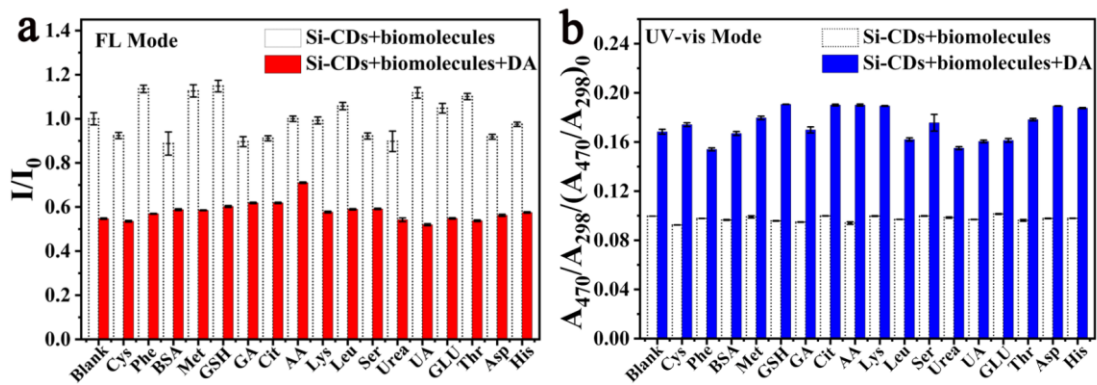 a
FL Mode
Si-CDs+biomolecules
Si-CDs+biomolecules+DA
I/I₀
1.4
1.2
1.0
0.8
0.6
0.4
0.2
0.0
Blank Cys Phe BSA Met GSH GA Cit AA Lys Leu Ser Urea UA GLU Thr Asp His
b
UV-vis Mode
Si-CDs+biomolecules
Si-CDs+biomolecules+DA
A₄₇₀/A₂₉₈/(A₄₇₀/A₂₉₈)₀
0.24
0.20
0.16
0.12
0.08
0.04
0.00
Blank Cys Phe BSA Met GSH GA Cit AA Lys Leu Ser Urea UA GLU Thr Asp His